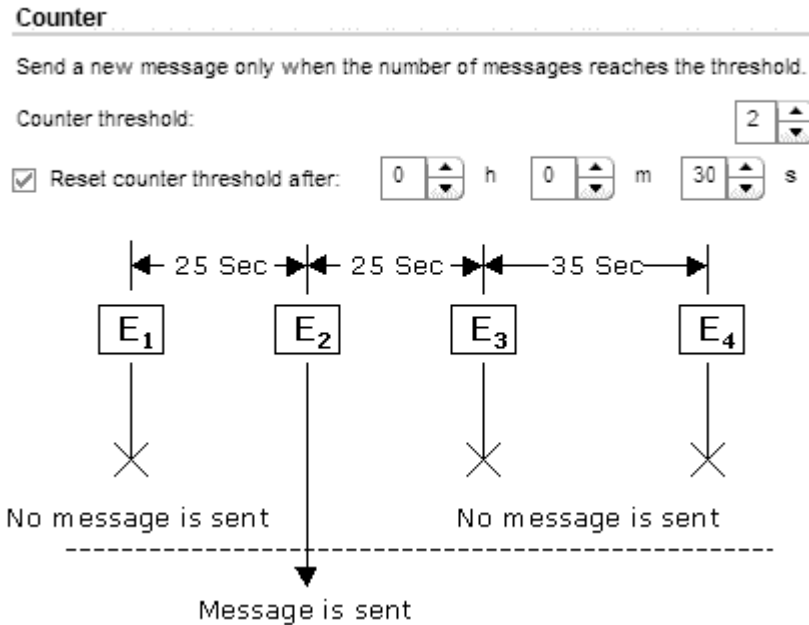 Counter
Send a new message only when the number of messages reaches the threshold.
Counter threshold: 2
Reset counter threshold after: 0 h 0 m 30 s
25 Sec 25 Sec 35 Sec
E1 E2 E3 E4
No message is sent No message is sent
Message is sent